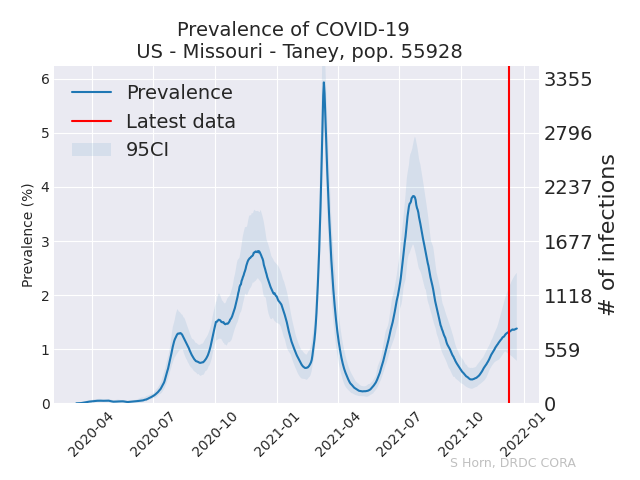 Prevalence of COVID-19
US - Missouri - Taney, pop. 55928
Prevalence
Latest data
95CI
Prevalence (%)
6
5
4
3
2
1
0
3355
2796
2237
1677
1118
559
0
# of infections
2020-04
2020-07
2020-10
2021-01
2021-04
2021-07
2021-10
2022-01
S Horn, DRDC CORA